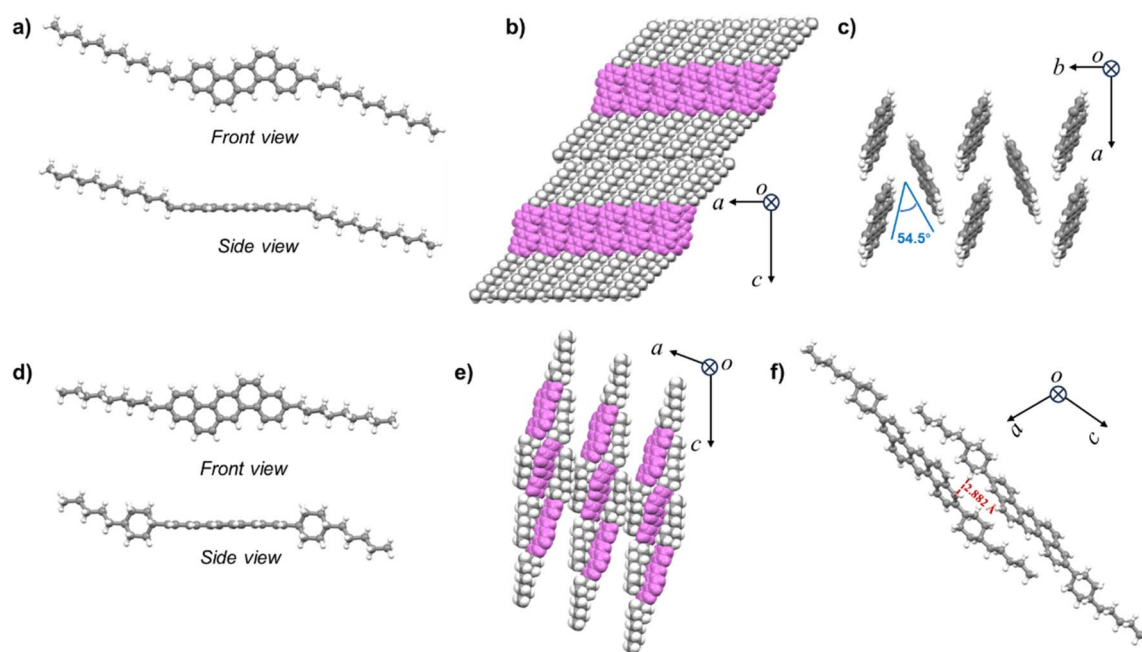 a)
Front view
Side view
b)
o
a
c
c)
o
b
a
54.5°
d)
Front view
Side view
e)
o
a
c
f)
o
a
c
2.882 Å